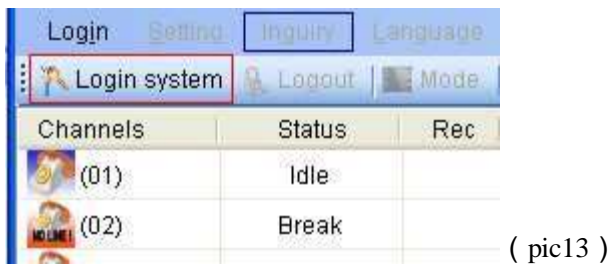 Login Setting Inquiry Language
Login system Logout Mode
Channels Status Rec
(01) Idle
NO LINE! (02) Break
( pic13 )